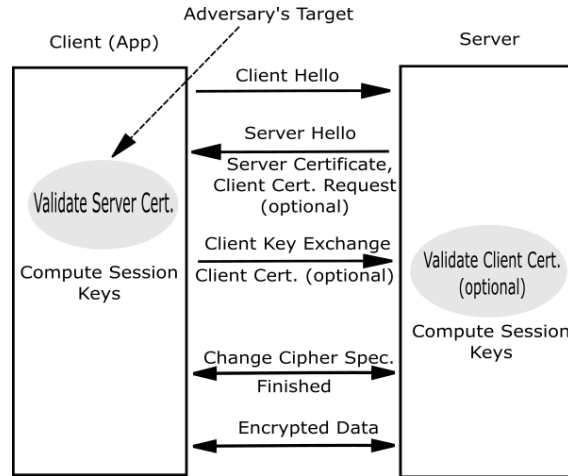 Adversary's Target
Client (App)
Server
Client Hello
Server Hello
Server Certificate,
Client Cert. Request
(optional)
Validate Server Cert.
Client Key Exchange
Client Cert. (optional)
Validate Client Cert.
(optional)
Compute Session
Keys
Compute Session
Keys
Change Cipher Spec.
Finished
Encrypted Data